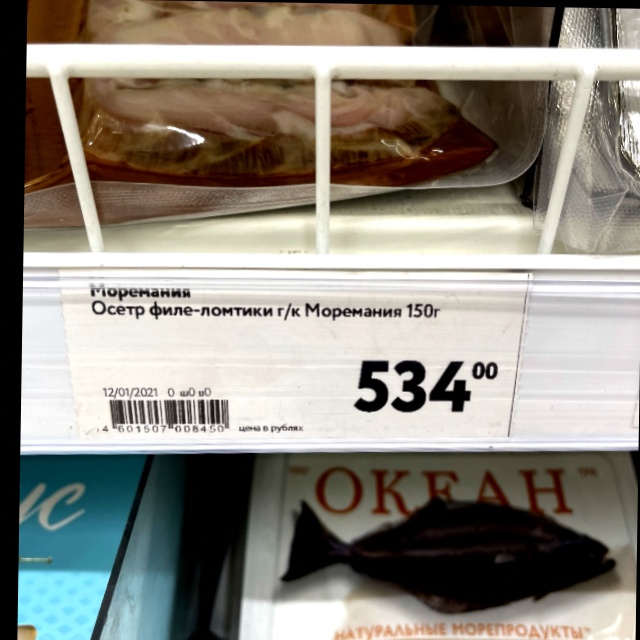 Моремания
Осетр филе-ломтики г/к Моремания 150г
534 00
12/01/2021 0 ш0 в0
4 601507 008450
цена в рублях
ис
ОКЕАН
НАТУРАЛЬНЫЕ МОРЕПРОДУКТЫ